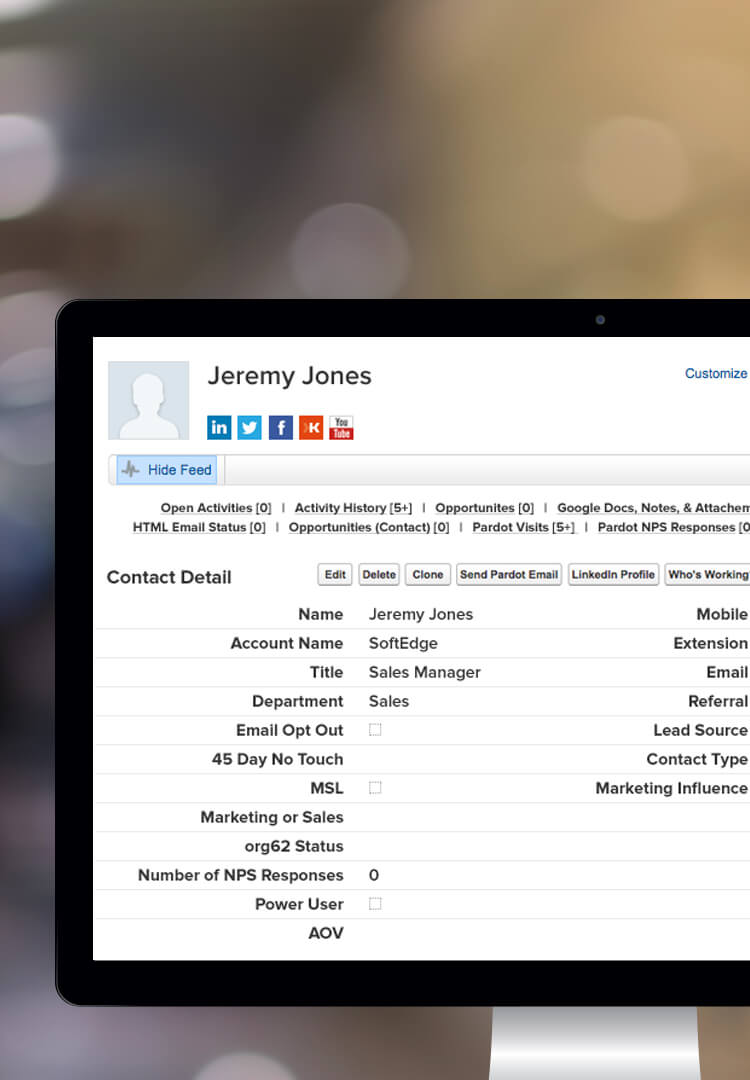 Jeremy Jones
Customize
in f K You Tube
Hide Feed
Open Activities [0] | Activity History [5+] | Opportunites [0] | Google Docs, Notes, & Attachem
HTML Email Status [0] | Opportunities (Contact) [0] | Pardot Visits [5+] | Pardot NPS Responses [0
Contact Detail Edit Delete Clone Send Pardot Email LinkedIn Profile Who's Working
Name Jeremy Jones Mobile
Account Name SoftEdge Extension
Title Sales Manager Email
Department Sales Referral
Email Opt Out Lead Source
45 Day No Touch Contact Type
MSL Marketing Influence
Marketing or Sales
org62 Status
Number of NPS Responses 0
Power User
AOV